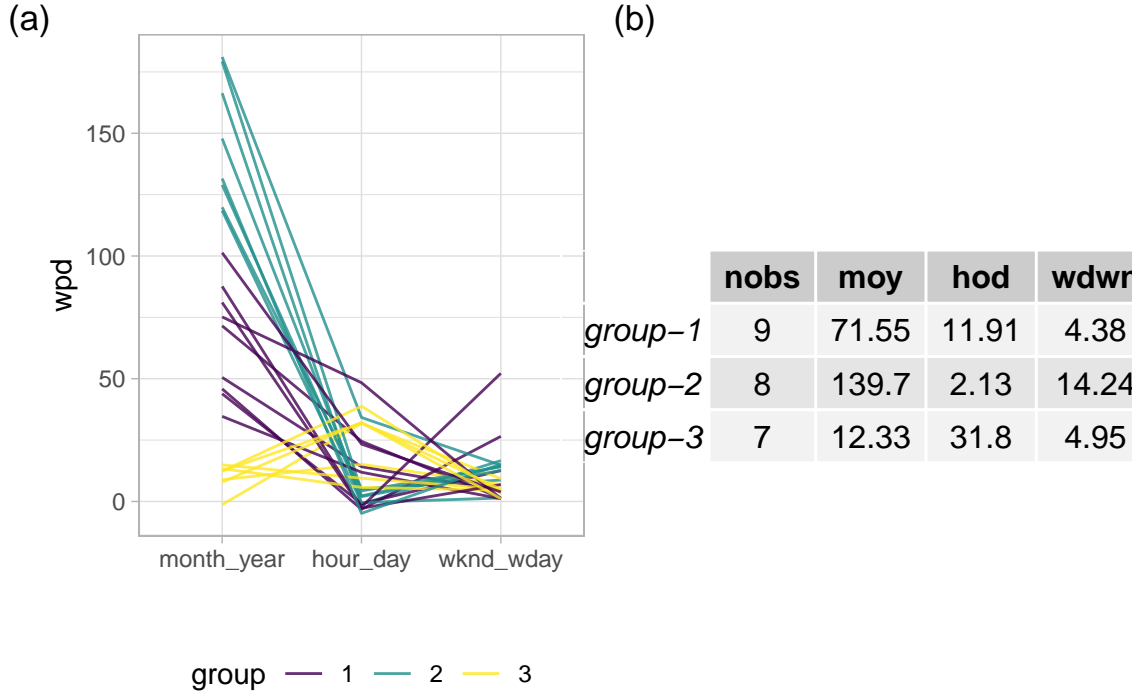 (a) (b)
150
100
50
0
wpd
month_year hour_day wknd_wday
group 1 2 3
nobs moy hod wdwn
group−1 9 71.55 11.91 4.38
group−2 8 139.7 2.13 14.24
group−3 7 12.33 31.8 4.95